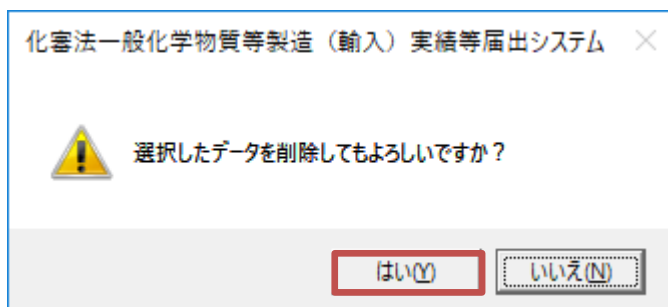 化審法一般化学物質等製造（輸入）実績等届出システム
選択したデータを削除してもよろしいですか？
はい(Y)
いいえ(N)